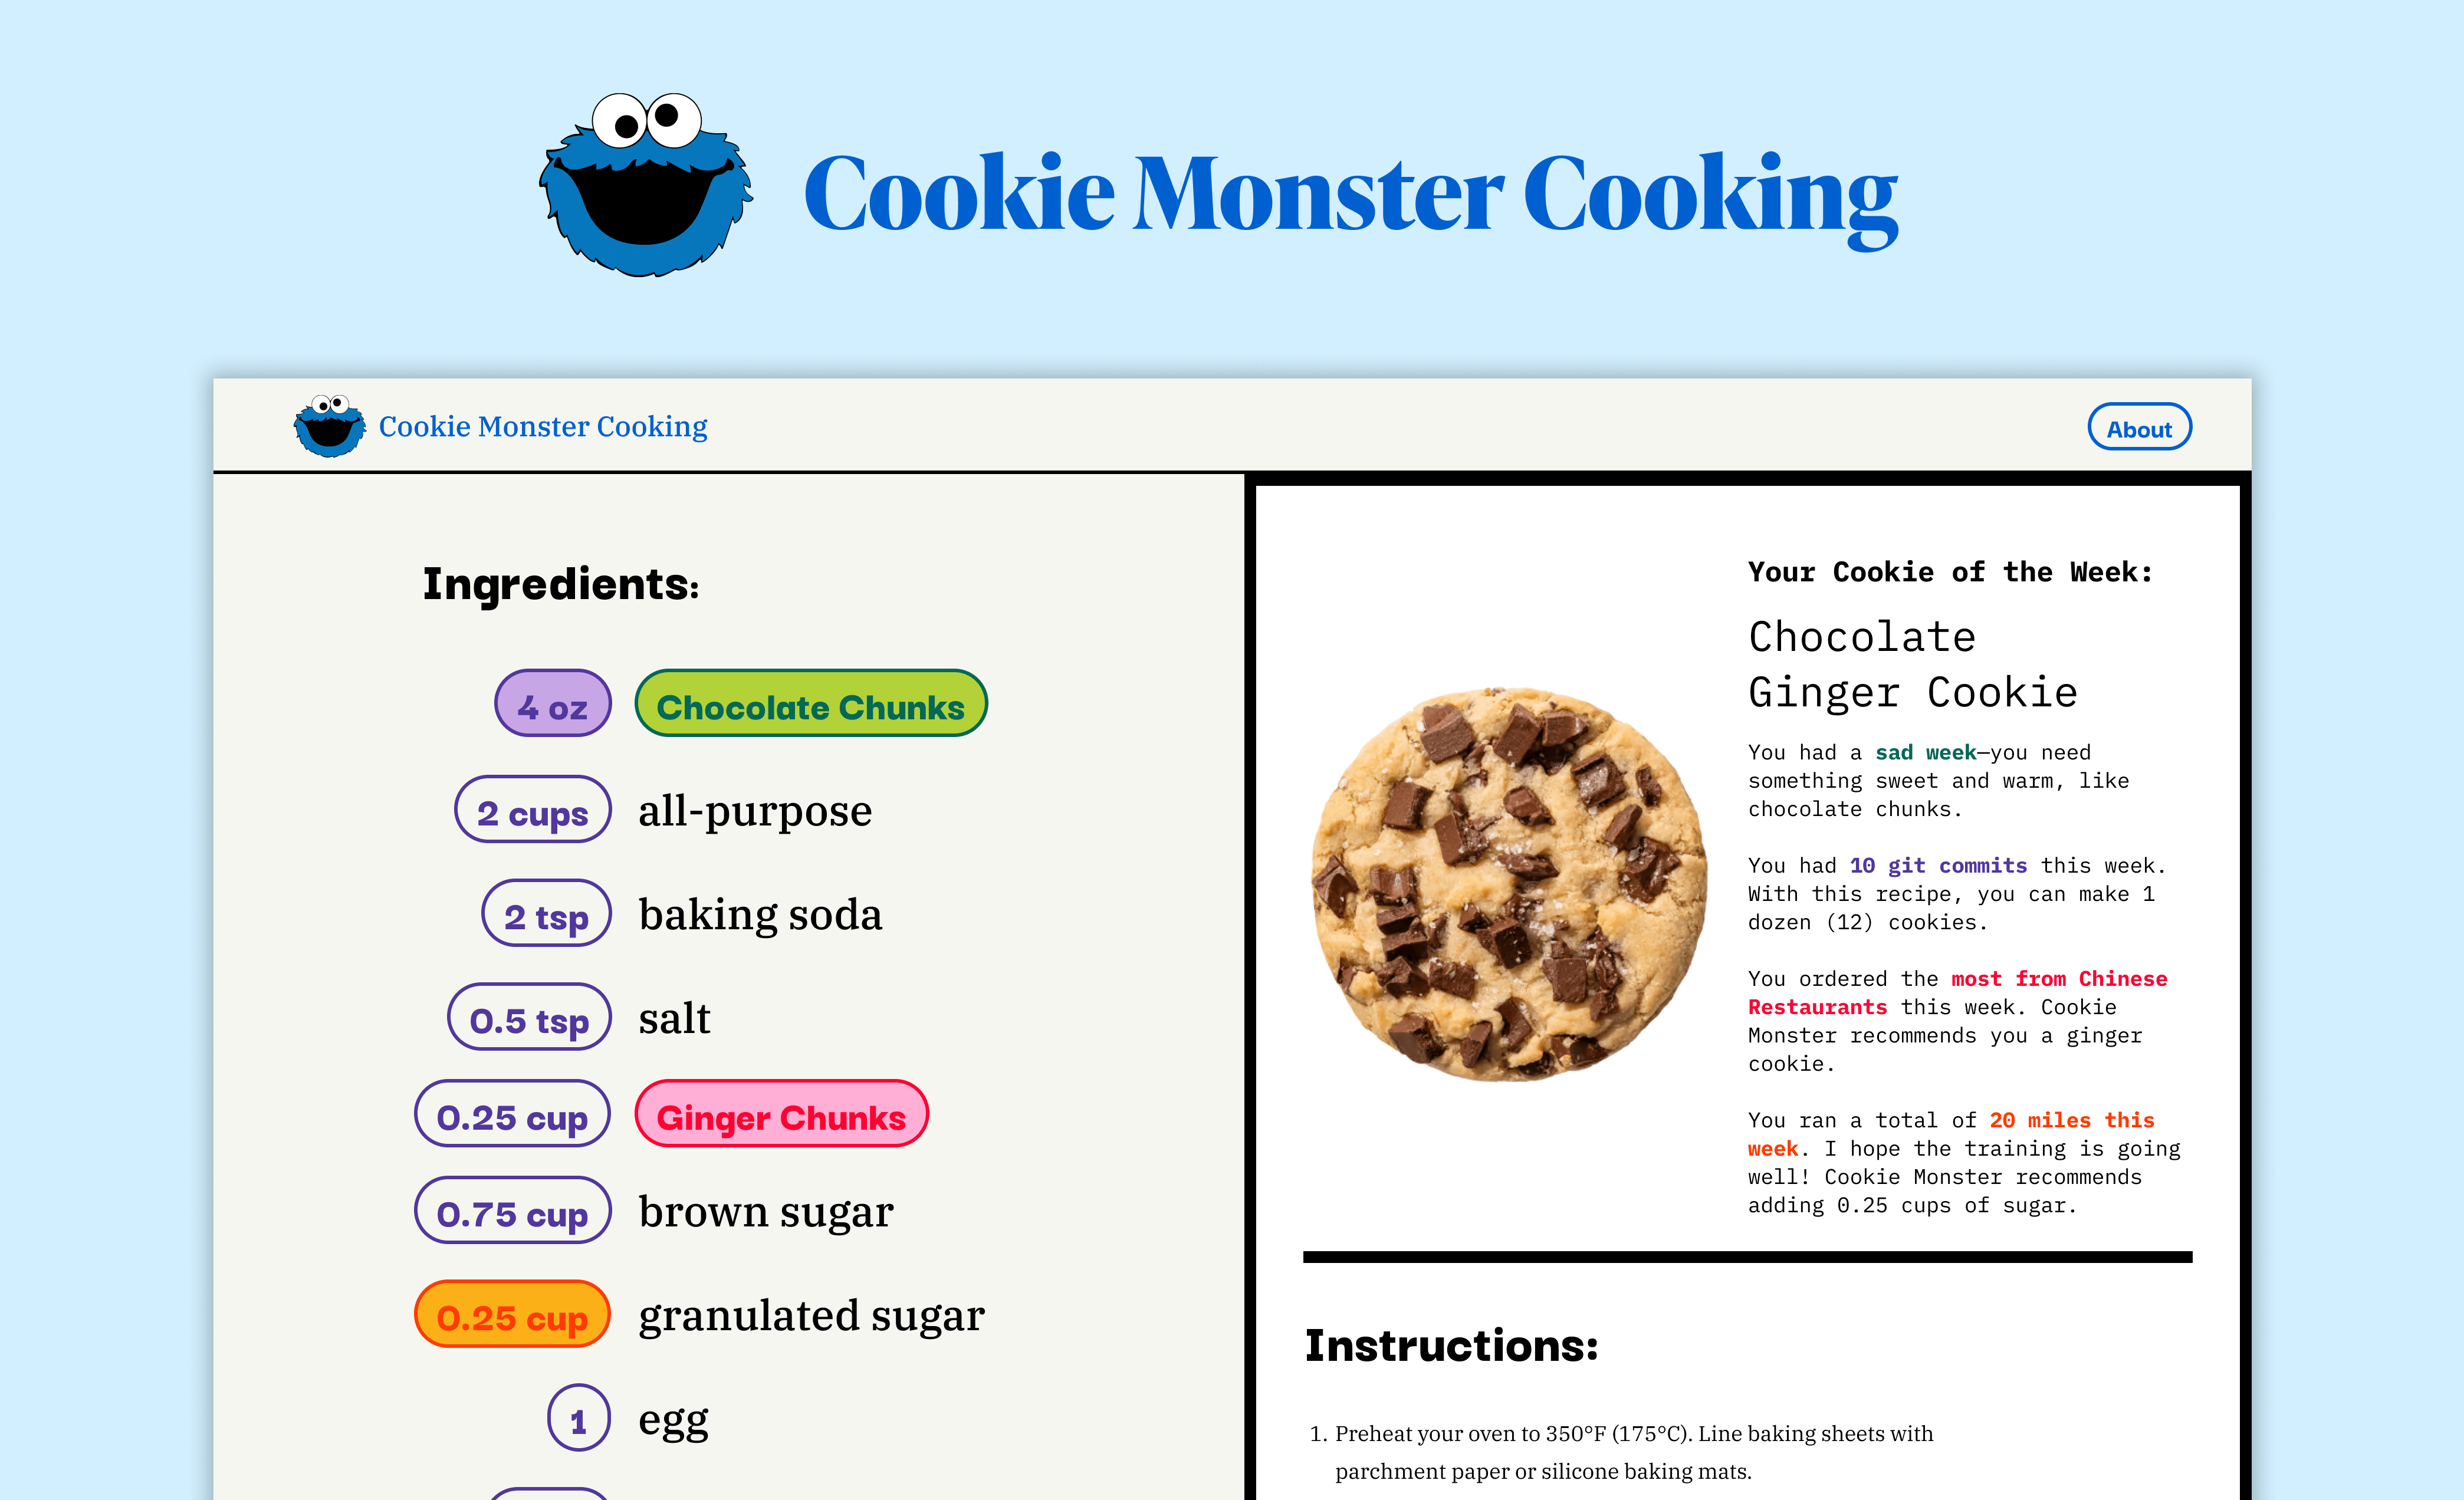 Cookie Monster Cooking
Cookie Monster Cooking
About
Ingredients:
4 oz Chocolate Chunks
2 cups all-purpose
2 tsp baking soda
0.5 tsp salt
0.25 cup Ginger Chunks
0.75 cup brown sugar
0.25 cup granulated sugar
1 egg
Your Cookie of the Week:
Chocolate
Ginger Cookie
You had a sad week—you need
something sweet and warm, like
chocolate chunks.
You had 10 git commits this week.
With this recipe, you can make 1
dozen (12) cookies.
You ordered the most from Chinese
Restaurants this week. Cookie
Monster recommends you a ginger
cookie.
You ran a total of 20 miles this
week. I hope the training is going
well! Cookie Monster recommends
adding 0.25 cups of sugar.
Instructions:
1. Preheat your oven to 350°F (175°C). Line baking sheets with
parchment paper or silicone baking mats.